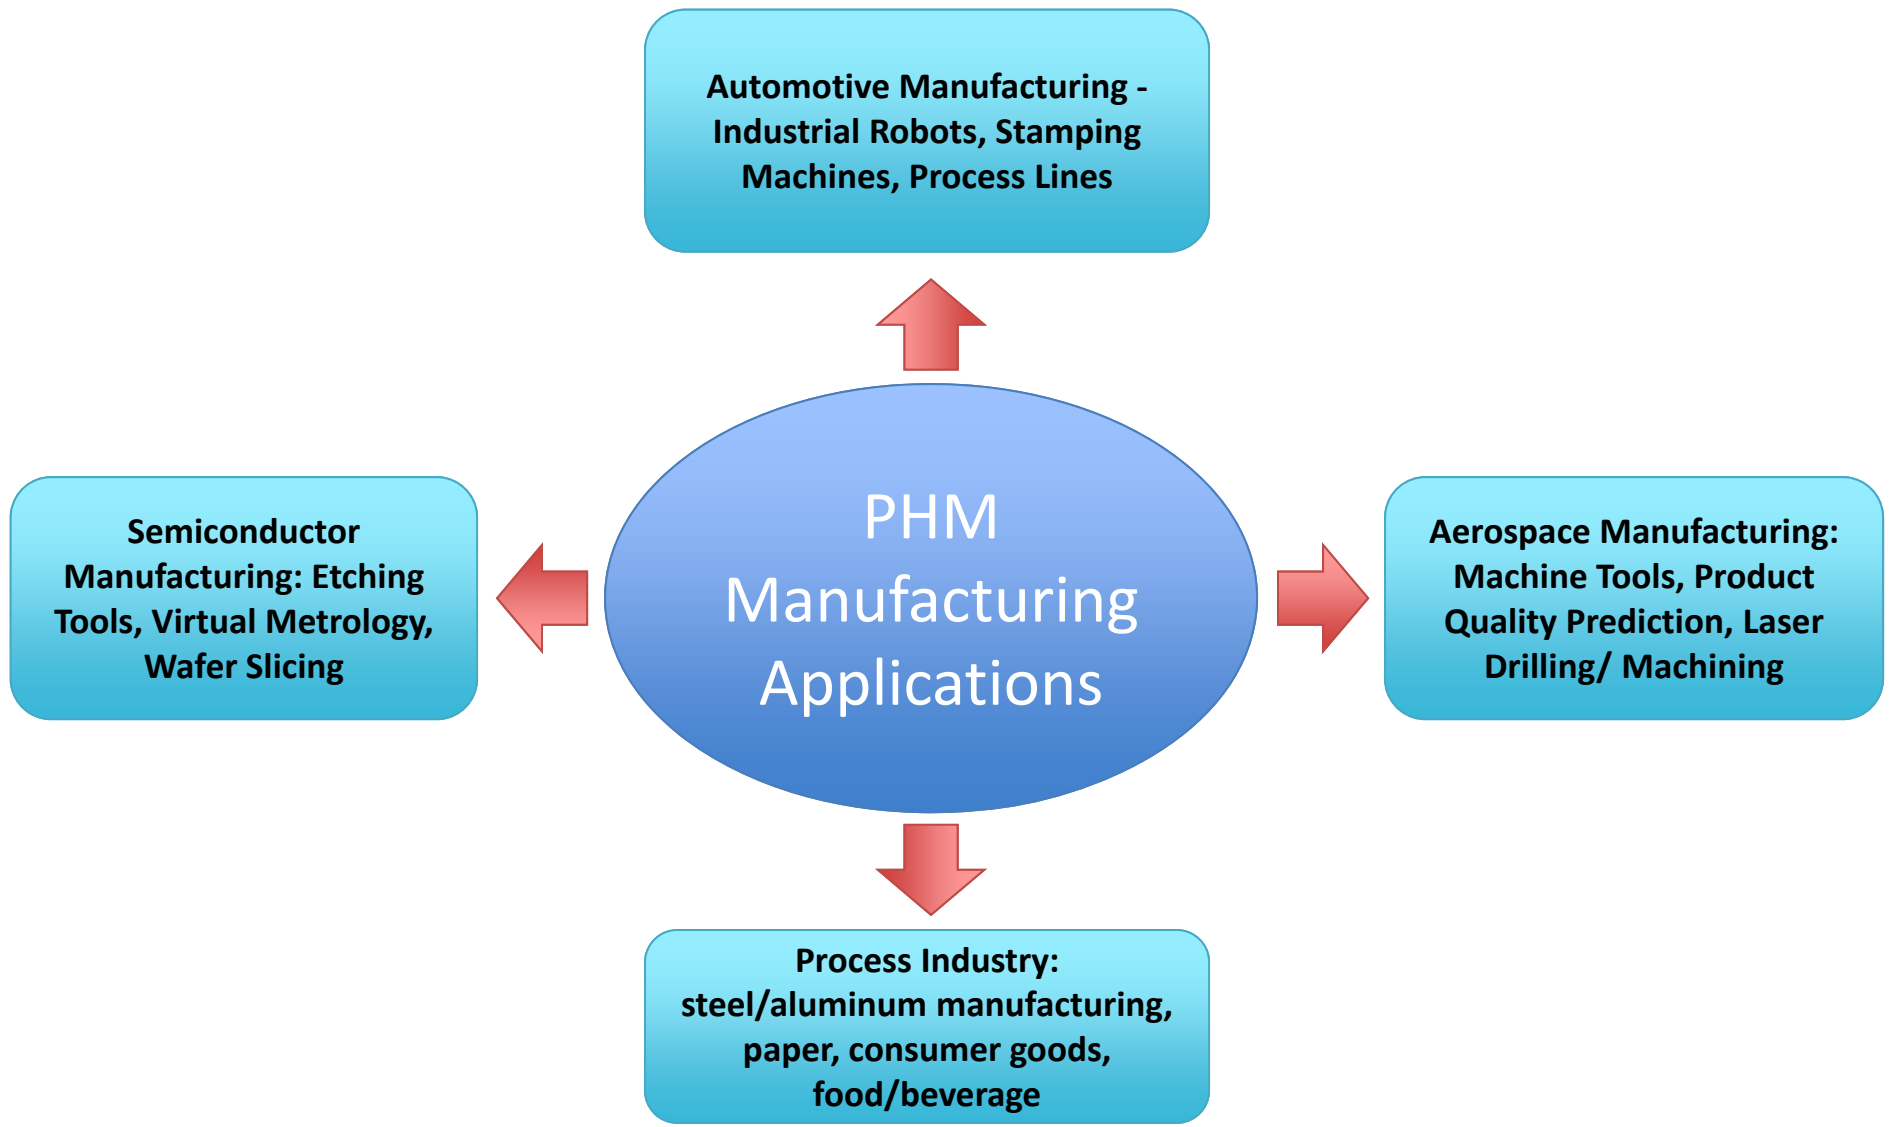 Automotive Manufacturing -
Industrial Robots, Stamping
Machines, Process Lines
Semiconductor
Manufacturing: Etching
Tools, Virtual Metrology,
Wafer Slicing
PHM
Manufacturing
Applications
Aerospace Manufacturing:
Machine Tools, Product
Quality Prediction, Laser
Drilling/ Machining
Process Industry:
steel/aluminum manufacturing,
paper, consumer goods,
food/beverage